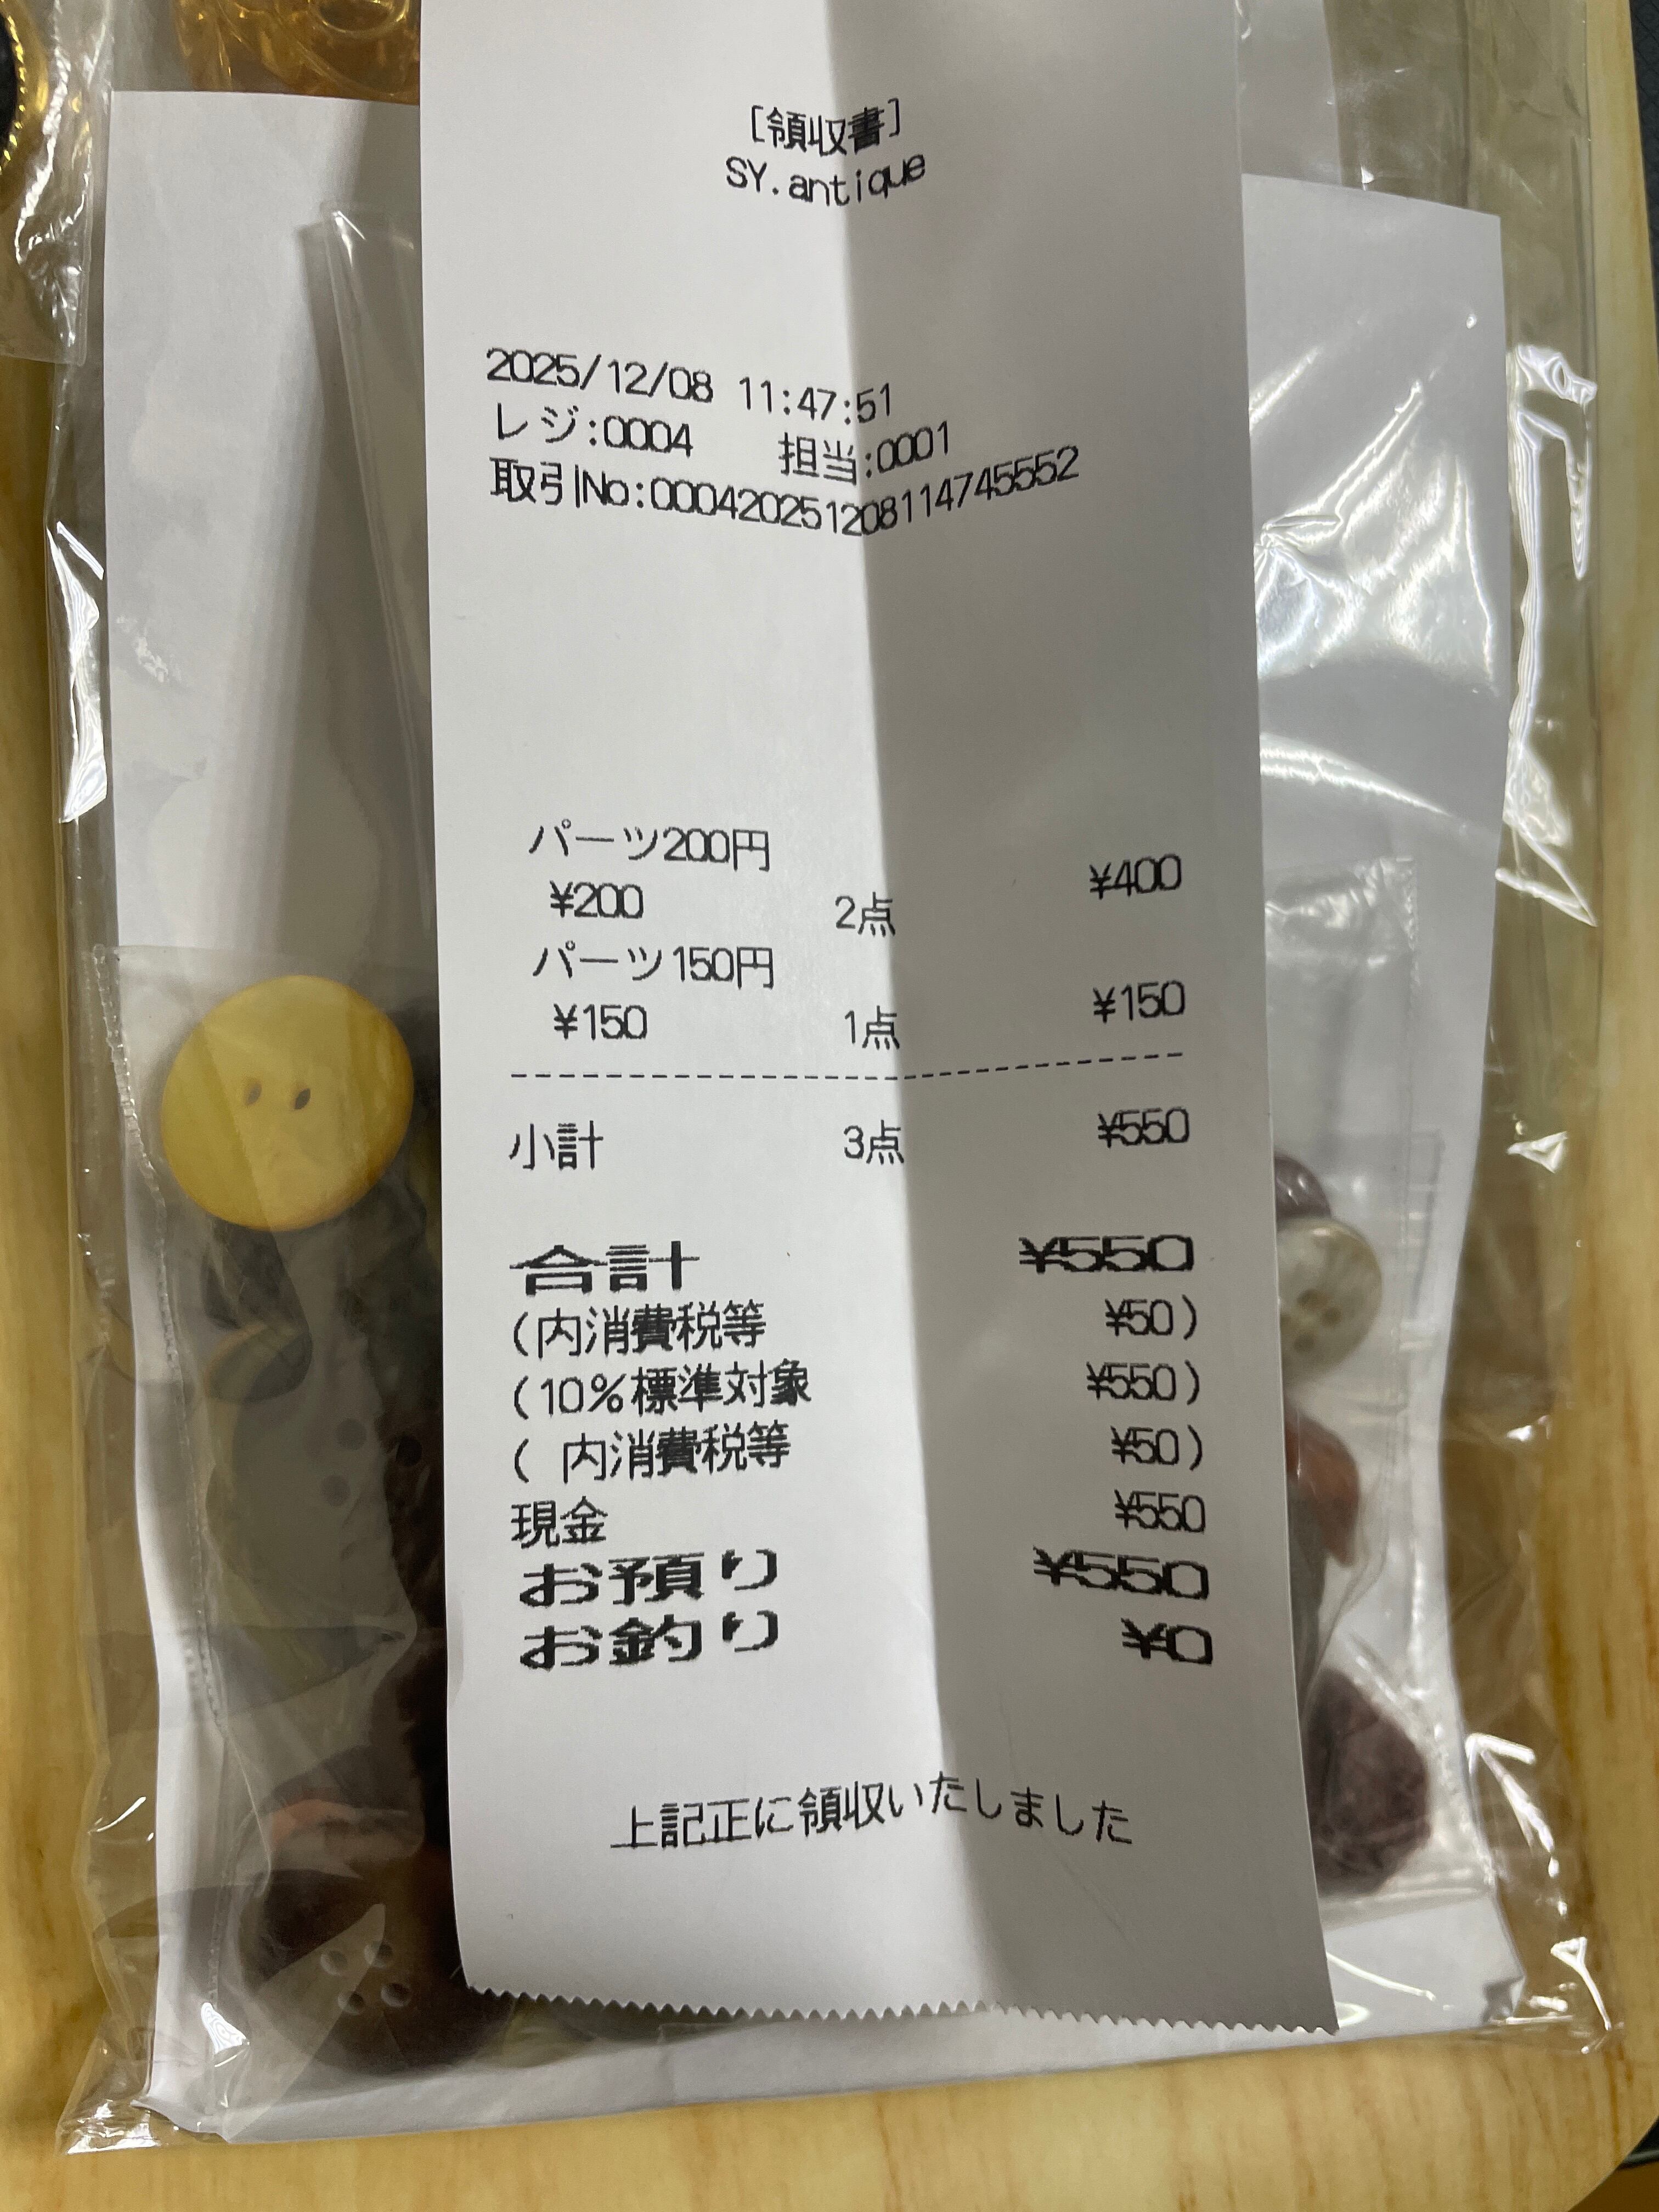 [領収書]
SY.antique
2025/12/08 11:47:51
レジ:0004 担当:0001
取引No:00042025120811474555​2
パーツ200円
¥200 2点 ¥400
パーツ150円
¥150 1点 ¥150
小計 3点 ¥550
合計 ¥550
(内消費税等 ¥50)
(10%標準対象 ¥550)
( 内消費税等 ¥50)
現金 ¥550
お預り ¥550
お釣り ¥0
上記正に領収いたしました